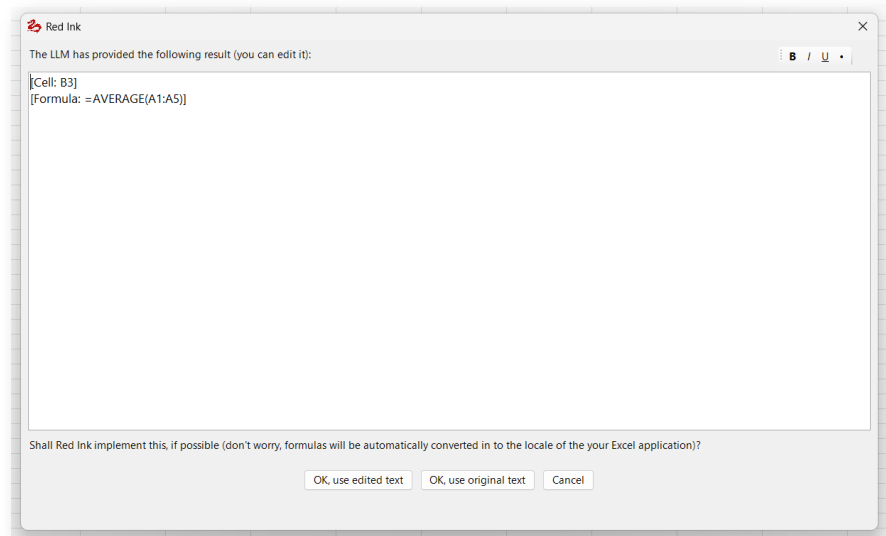 Red Ink
The LLM has provided the following result (you can edit it):
B I U •
[Cell: B3]
[Formula: =AVERAGE(A1:A5)]
Shall Red Ink implement this, if possible (don't worry, formulas will be automatically converted in to the locale of the your Excel application)?
OK, use edited text OK, use original text Cancel